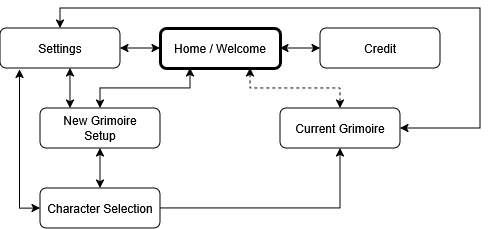 Settings
Home / Welcome
Credit
New Grimoire
Setup
Current Grimoire
Character Selection